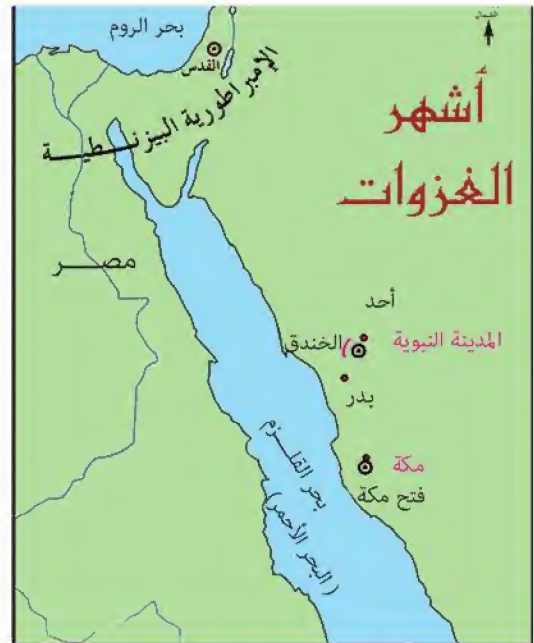 الشمال
بحر الروم
القدس
الإمبراطورية البيزنطية
أشهر
الغزوات
مصر
أحد
المدينة النبوية
الخندق
بدر
مكة
فتح مكة
بحر القلزم
(البحر الأحمر)